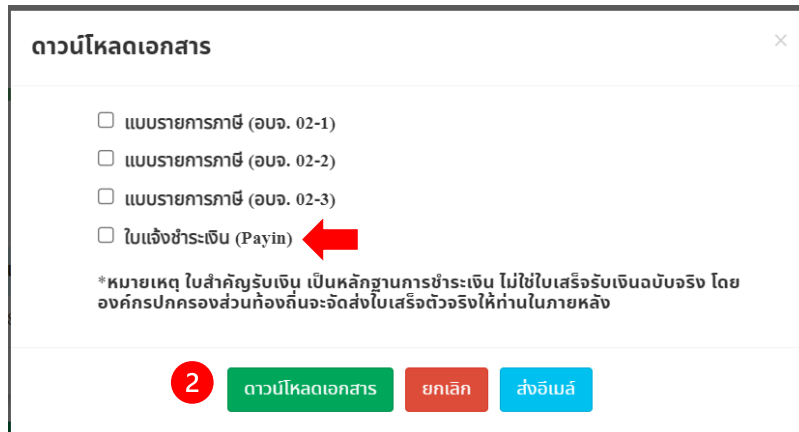 ดาวน์โหลดเอกสาร
×
แบบรายการภาษี (อบจ. 02-1)
แบบรายการภาษี (อบจ. 02-2)
แบบรายการภาษี (อบจ. 02-3)
ใบแจ้งชำระเงิน (Payin)
*หมายเหตุ ใบสำคัญรับเงิน เป็นหลักฐานการชำระเงิน ไม่ใช่ใบเสร็จรับเงินฉบับจริง โดย
องค์กรปกครองส่วนท้องถิ่นจะจัดส่งใบเสร็จตัวจริงให้ท่านในภายหลัง
2 ดาวน์โหลดเอกสาร ยกเลิก ส่งอีเมล์